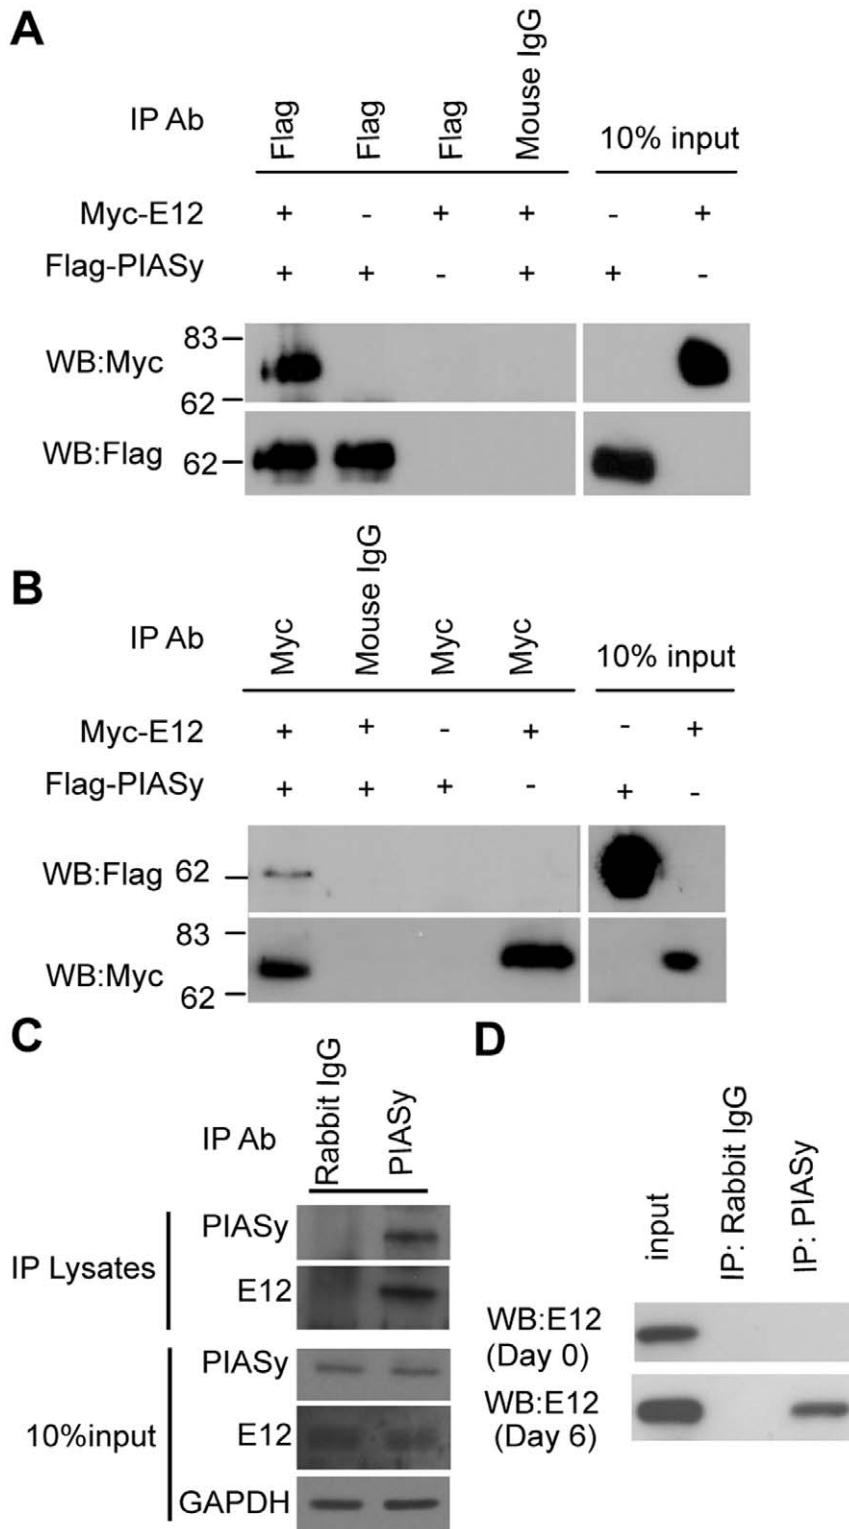 A
IP Ab Flag Flag Flag Mouse IgG 10% input
Myc-E12 + - + + - +
Flag-PIASy + + - + + -
WB:Myc 83
62
WB:Flag 62
B
IP Ab Myc Mouse IgG Myc Myc 10% input
Myc-E12 + + - + - +
Flag-PIASy + + + - + -
WB:Flag 62
83
WB:Myc
62
C
IP Ab Rabbit IgG PIASy
IP Lysates
PIASy
E12
10%input
PIASy
E12
GAPDH
D
input IP: Rabbit IgG IP: PIASy
WB:E12
(Day 0)
WB:E12
(Day 6)